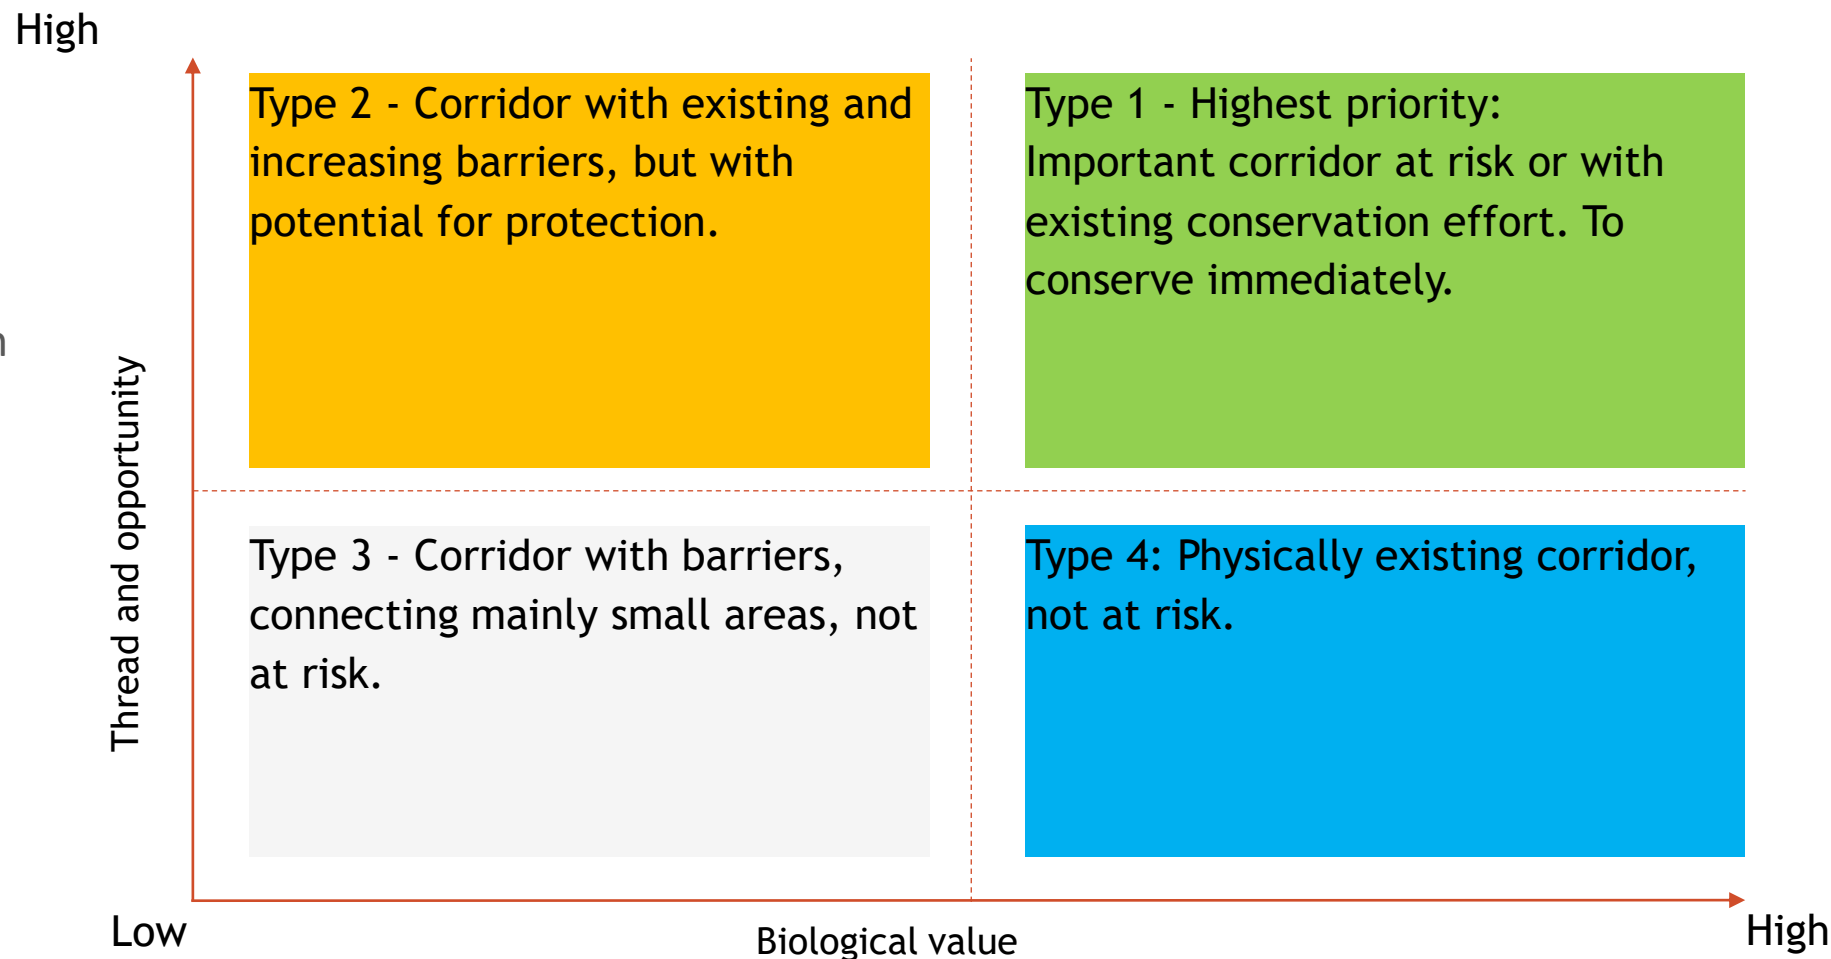 High
Type 2 - Corridor with existing and
increasing barriers, but with
potential for protection.
Type 1 - Highest priority:
Important corridor at risk or with
existing conservation effort. To
conserve immediately.
Thread and opportunity
Type 3 - Corridor with barriers,
connecting mainly small areas, not
at risk.
Type 4: Physically existing corridor,
not at risk.
Low
Biological value
High